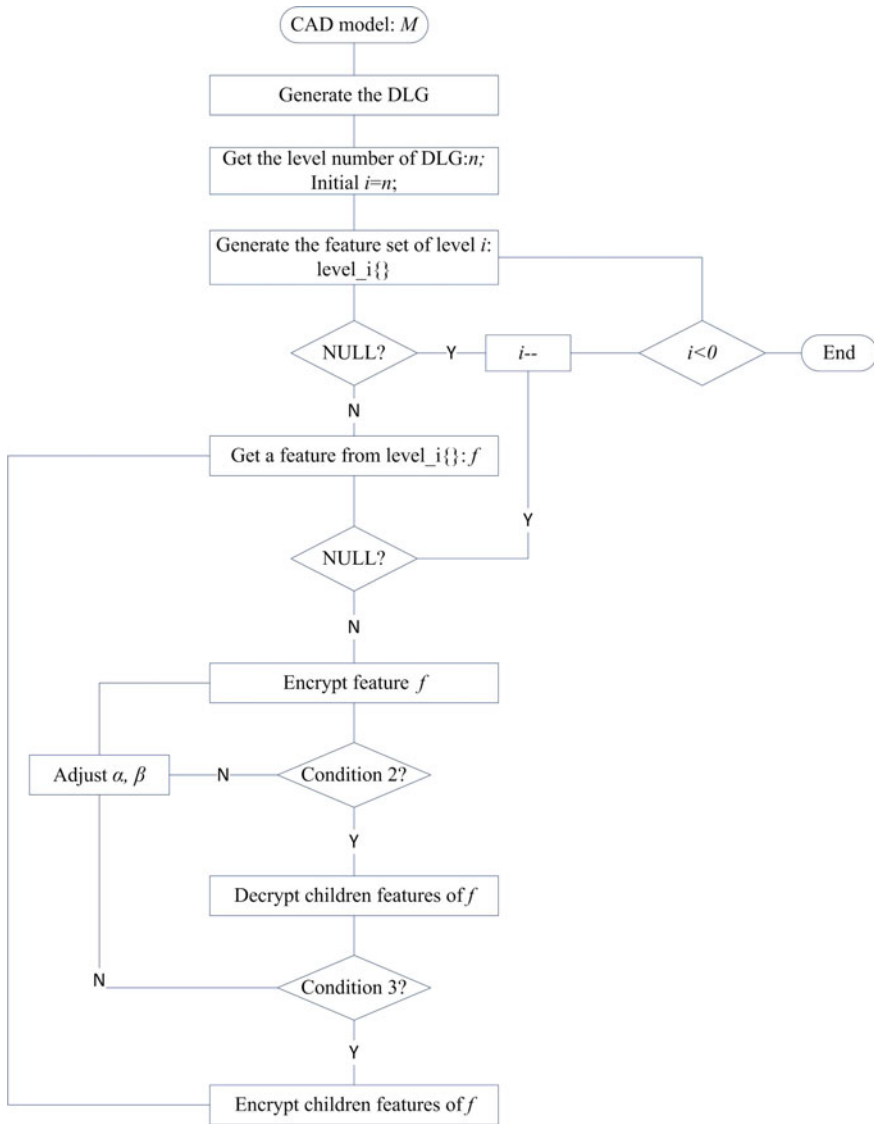 CAD model: M
Generate the DLG
Get the level number of DLG:n;
Initial i=n;
Generate the feature set of level i:
level_i{}
NULL?
Y
i--
i<0
End
N
Get a feature from level_i{}: f
Y
NULL?
N
Encrypt feature f
Adjust α, β
N
Condition 2?
Y
Decrypt children features of f
N
Condition 3?
Y
Encrypt children features of f